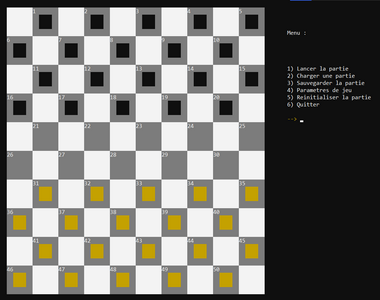 Menu :
1) Lancer la partie
2) Charger une partie
3) Sauvegarder la partie
4) Parametres de jeu
5) Reinitialiser la partie
6) Quitter
-->
1 2 3 4 5
6 7 8 9 10
11 12 13 14 15
16 17 18 19 20
21 22 23 24 25
26 27 28 29 30
31 32 33 34 35
36 37 38 39 40
41 42 43 44 45
46 47 48 49 50